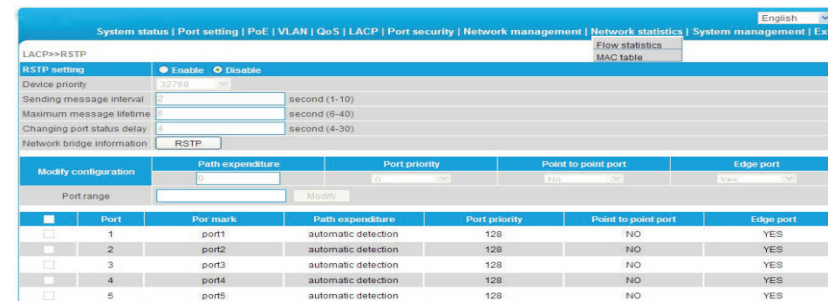 English
System status | Port setting | PoE | VLAN | QoS | LACP | Port security | Network management | Network statistics | System management | Ex
Flow statistics
MAC table
LACP>>RSTP
RSTP setting Enable Disable
Device priority 32768
Sending message interval 2 second (1-10)
Maximum message lifetime 6 second (6-40)
Changing port status delay 4 second (4-30)
Network bridge information RSTP
Modify configuration Path expenditure Port priority Point to point port Edge port
0 0 No Yes
Port range Modify
Port Por mark Path expenditure Port priority Point to point port Edge port
1 port1 automatic detection 128 NO YES
2 port2 automatic detection 128 NO YES
3 port3 automatic detection 128 NO YES
4 port4 automatic detection 128 NO YES
5 port5 automatic detection 128 NO YES